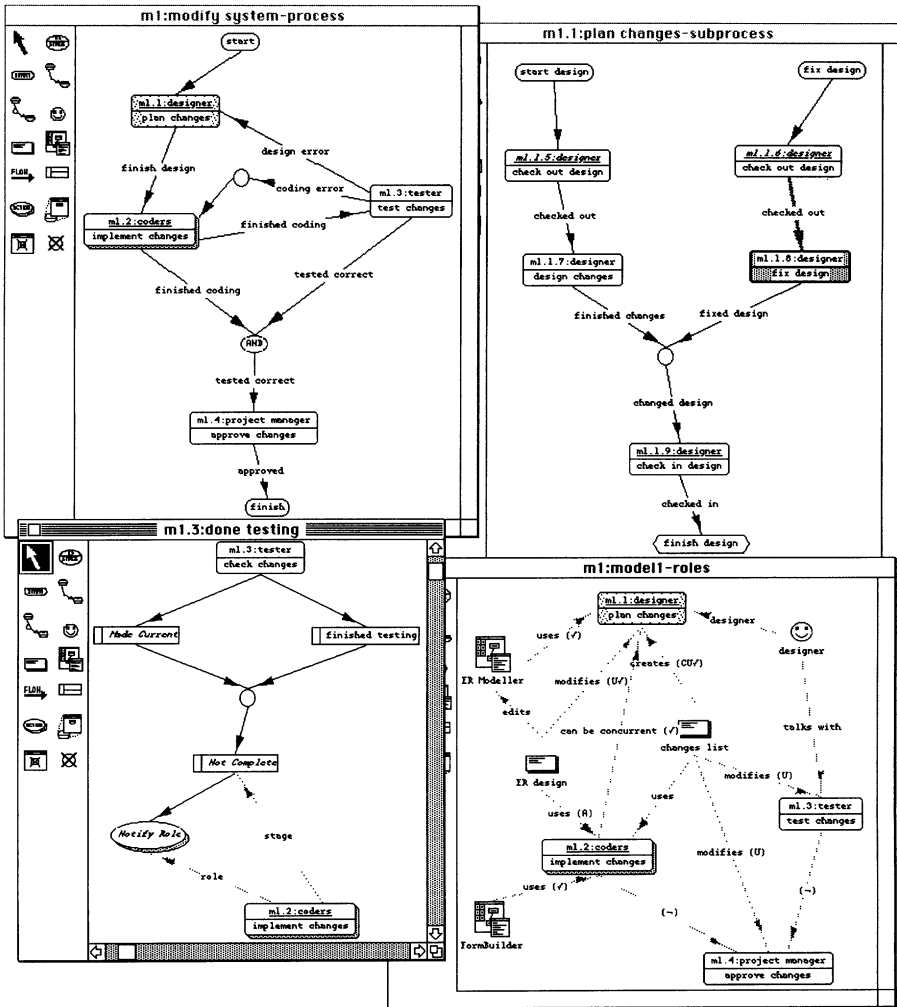 m1:modify system-process
start
m1.1:designer
plan changes
design error
finish design
coding error
m1.3:tester
test changes
m1.2:coders
implement changes
finished coding
tested correct
finished coding
AND
tested correct
m1.4:project manager
approve changes
approved
finish
START
FLOW
ACTION
m1.1:plan changes-subprocess
start design
fix design
m1.1.5:designer
check out design
m1.1.6:designer
check out design
checked out
checked out
m1.1.7:designer
design changes
m1.1.8:designer
fix design
finished changes
fixed design
changed design
m1.1.9:designer
check in design
checked in
finish design
m1.3:done testing
m1.3:tester
check changes
Made Current
finished testing
Not Complete
Notify Role
stage
role
m1.2:coders
implement changes
FLOW
ACTION
m1:model1-roles
m1.1:designer
plan changes
designer
uses (√)
designer
ER Modeller
creates (CU√)
modifies (U√)
edits
can be concurrent (√)
changes list
talks with
ER design
modifies (U)
uses
m1.3:tester
test changes
uses (R)
m1.2:coders
implement changes
modifies (U)
uses (√)
(¬)
(¬)
FormBuilder
m1.4:project manager
approve changes